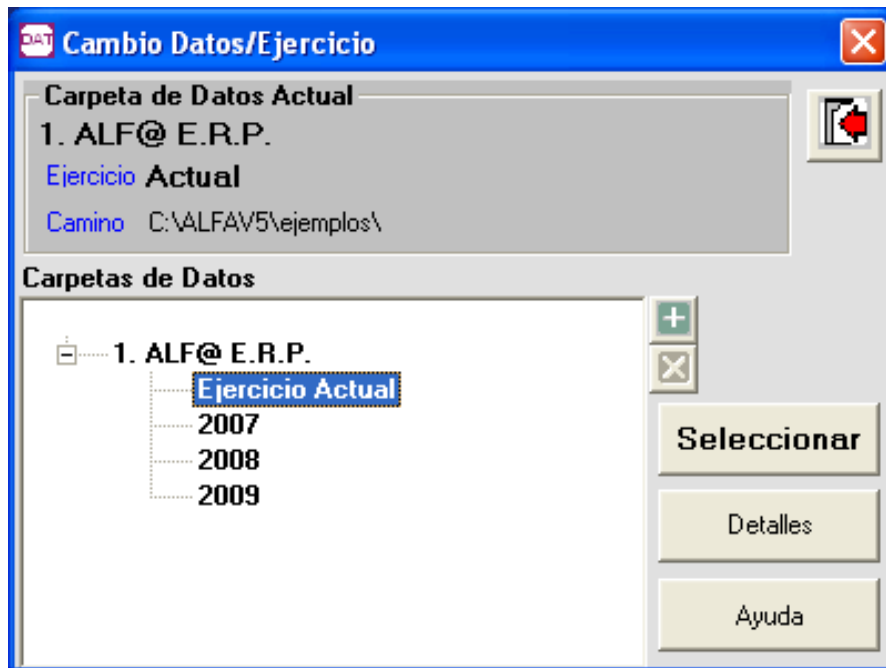 DAT Cambio Datos/Ejercicio
Carpeta de Datos Actual
1. ALF@ E.R.P.
Ejercicio Actual
Camino C:\ALFAV5\ejemplos\
Carpetas de Datos
1. ALF@ E.R.P.
Ejercicio Actual
2007
2008
2009
Seleccionar
Detalles
Ayuda